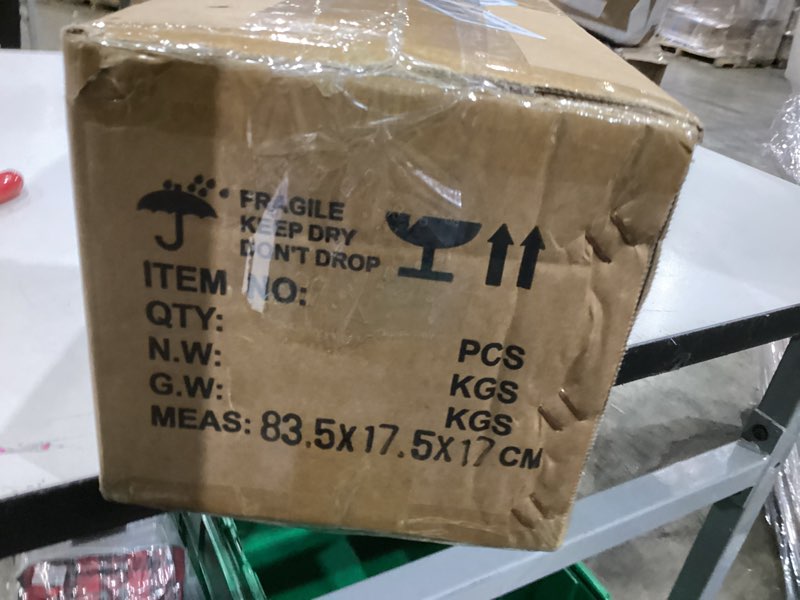 FRAGILE
KEEP DRY
DON'T DROP
ITEM NO:
QTY: PCS
N.W: KGS
G.W: KGS
MEAS: 83.5X17.5X17 CM